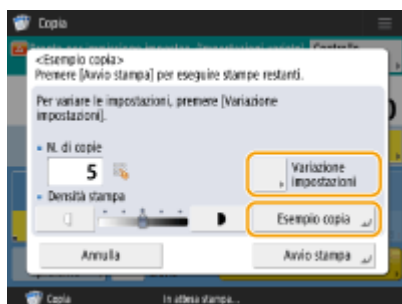 Copia
<Esempio copia>
Premere [Avvio stampa] per eseguire stampe restanti.
Per variare le impostazioni, premere [Variazione
impostazioni].
N. di copie
5
Variazione
impostazioni
Densità stampa
Esempio copia
Annulla
Avvio stampa
Copia
In attesa stampa...